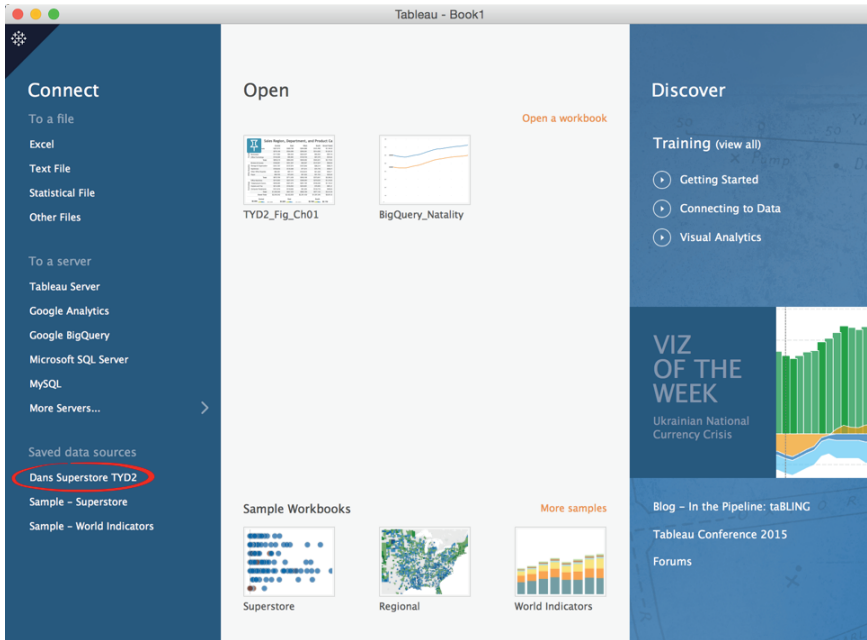 Tableau - Book1
Connect
To a file
Excel
Text File
Statistical File
Other Files
To a server
Tableau Server
Google Analytics
Google BigQuery
Microsoft SQL Server
MySQL
More Servers...
Saved data sources
Dans Superstore TYD2
Sample – Superstore
Sample – World Indicators
Open
Open a workbook
TYD2_Fig_Ch01
BigQuery_Natality
Sample Workbooks
More samples
Superstore
Regional
World Indicators
Discover
Training (view all)
Getting Started
Connecting to Data
Visual Analytics
VIZ
OF THE
WEEK
Ukrainian National
Currency Crisis
Blog – In the Pipeline: taBLING
Tableau Conference 2015
Forums